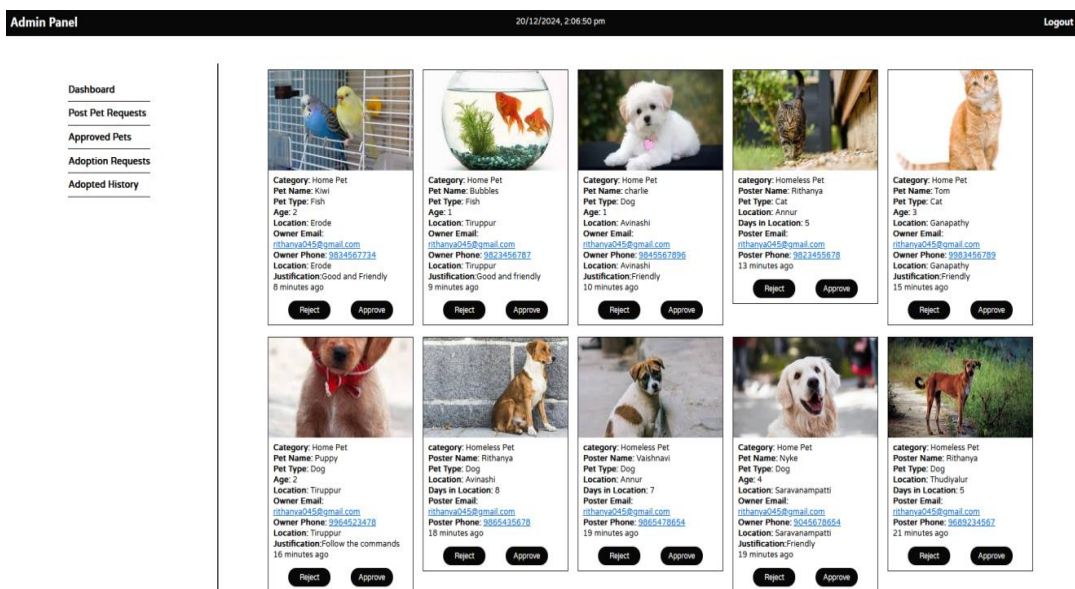 Admin Panel
20/12/2024, 2:06:50 pm
Logout
Dashboard
Post Pet Requests
Approved Pets
Adoption Requests
Adopted History
Category: Home Pet
Pet Name: Kiwi
Pet Type: Fish
Age: 2
Location: Erode
Owner Email:
rithanya045@gmail.com
Owner Phone: 9834567734
Location: Erode
Justification:Good and Friendly
8 minutes ago
Reject
Approve
Category: Home Pet
Pet Name: Bubbles
Pet Type: Fish
Age: 1
Location: Tiruppur
Owner Email:
rithanya045@gmail.com
Owner Phone: 9823456787
Location: Tiruppur
Justification:Good and friendly
9 minutes ago
Reject
Approve
Category: Home Pet
Pet Name: charlie
Pet Type: Dog
Age: 1
Location: Avinashi
Owner Email:
rithanya045@gmail.com
Owner Phone: 9845567896
Location: Avinashi
Justification:Friendly
10 minutes ago
Reject
Approve
category: Homeless Pet
Poster Name: Rithanya
Pet Type: Cat
Location: Annur
Days in Location: 5
Poster Email:
rithanya045@gmail.com
Poster Phone: 9823455678
13 minutes ago
Reject
Approve
Category: Home Pet
Pet Name: Tom
Pet Type: Cat
Age: 3
Location: Ganapathy
Owner Email:
rithanya045@gmail.com
Owner Phone: 9983456789
Location: Ganapathy
Justification:Friendly
15 minutes ago
Reject
Approve
Category: Home Pet
Pet Name: Puppy
Pet Type: Dog
Age: 2
Location: Tiruppur
Owner Email:
rithanya045@gmail.com
Owner Phone: 9964523478
Location: Tiruppur
Justification:Follow the commands
16 minutes ago
Reject
Approve
category: Homeless Pet
Poster Name: Rithanya
Pet Type: Dog
Location: Avinashi
Days in Location: 8
Poster Email:
rithanya045@gmail.com
Poster Phone: 9865435678
18 minutes ago
Reject
Approve
category: Homeless Pet
Poster Name: Vaishnavi
Pet Type: Dog
Location: Annur
Days in Location: 7
Poster Email:
rithanya045@gmail.com
Poster Phone: 9865478654
19 minutes ago
Reject
Approve
Category: Home Pet
Pet Name: Nyke
Pet Type: Dog
Age: 4
Location: Saravanampatti
Owner Email:
rithanya045@gmail.com
Owner Phone: 9045678654
Location: Saravanampatti
Justification:Friendly
19 minutes ago
Reject
Approve
category: Homeless Pet
Poster Name: Rithanya
Pet Type: Dog
Location: Thudiyalur
Days in Location: 5
Poster Email:
rithanya045@gmail.com
Poster Phone: 9689234567
21 minutes ago
Reject
Approve